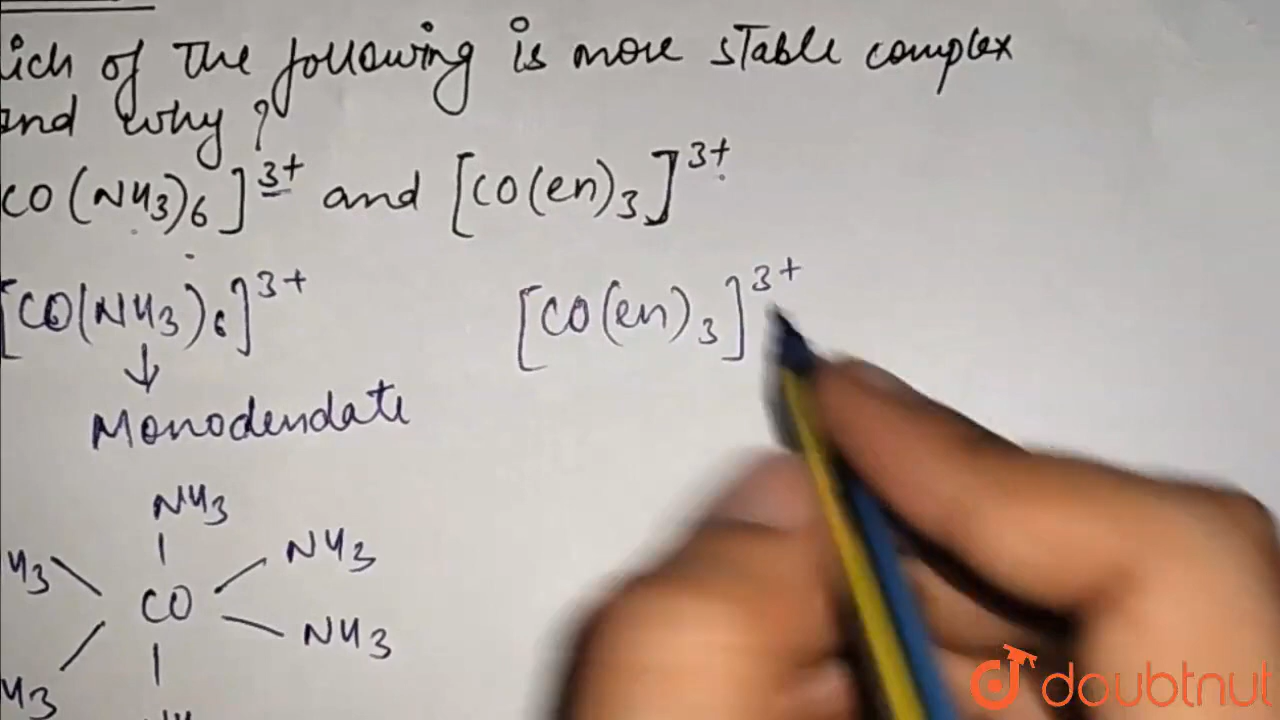 ich of The following is more stable complex
and why?
CO(NH3)6]3+ and [CO(en)3]3+
[CO(NH3)6]3+ [CO(en)3]3+
Monodendate
NH3
H3 NH3
CO
NH3
H3
doubtnut